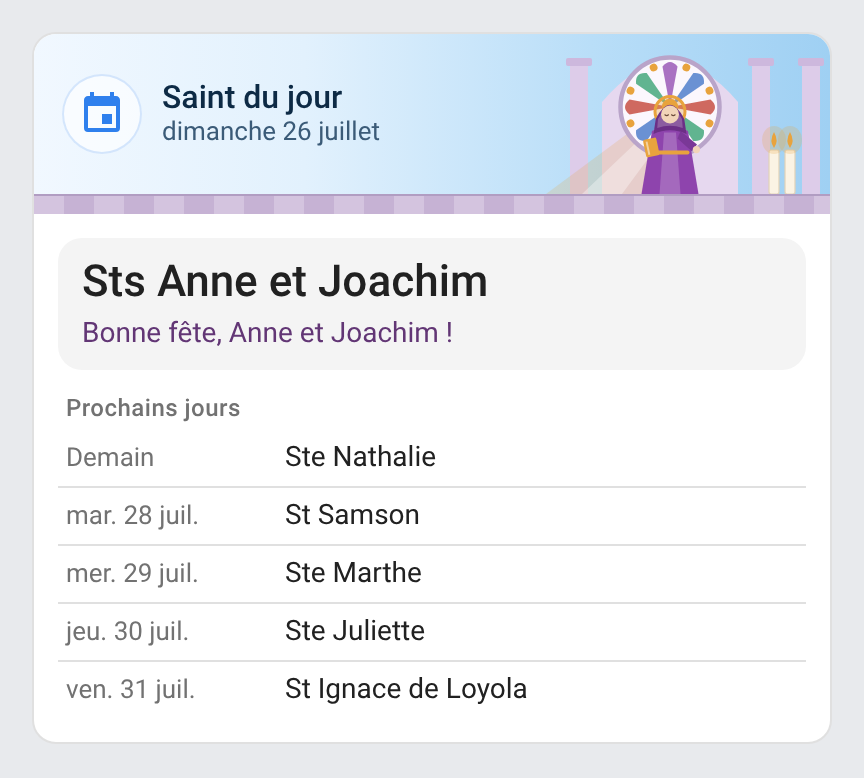 Saint du jour
dimanche 26 juillet
Sts Anne et Joachim
Bonne fête, Anne et Joachim !
Prochains jours
Demain Ste Nathalie
mar. 28 juil. St Samson
mer. 29 juil. Ste Marthe
jeu. 30 juil. Ste Juliette
ven. 31 juil. St Ignace de Loyola